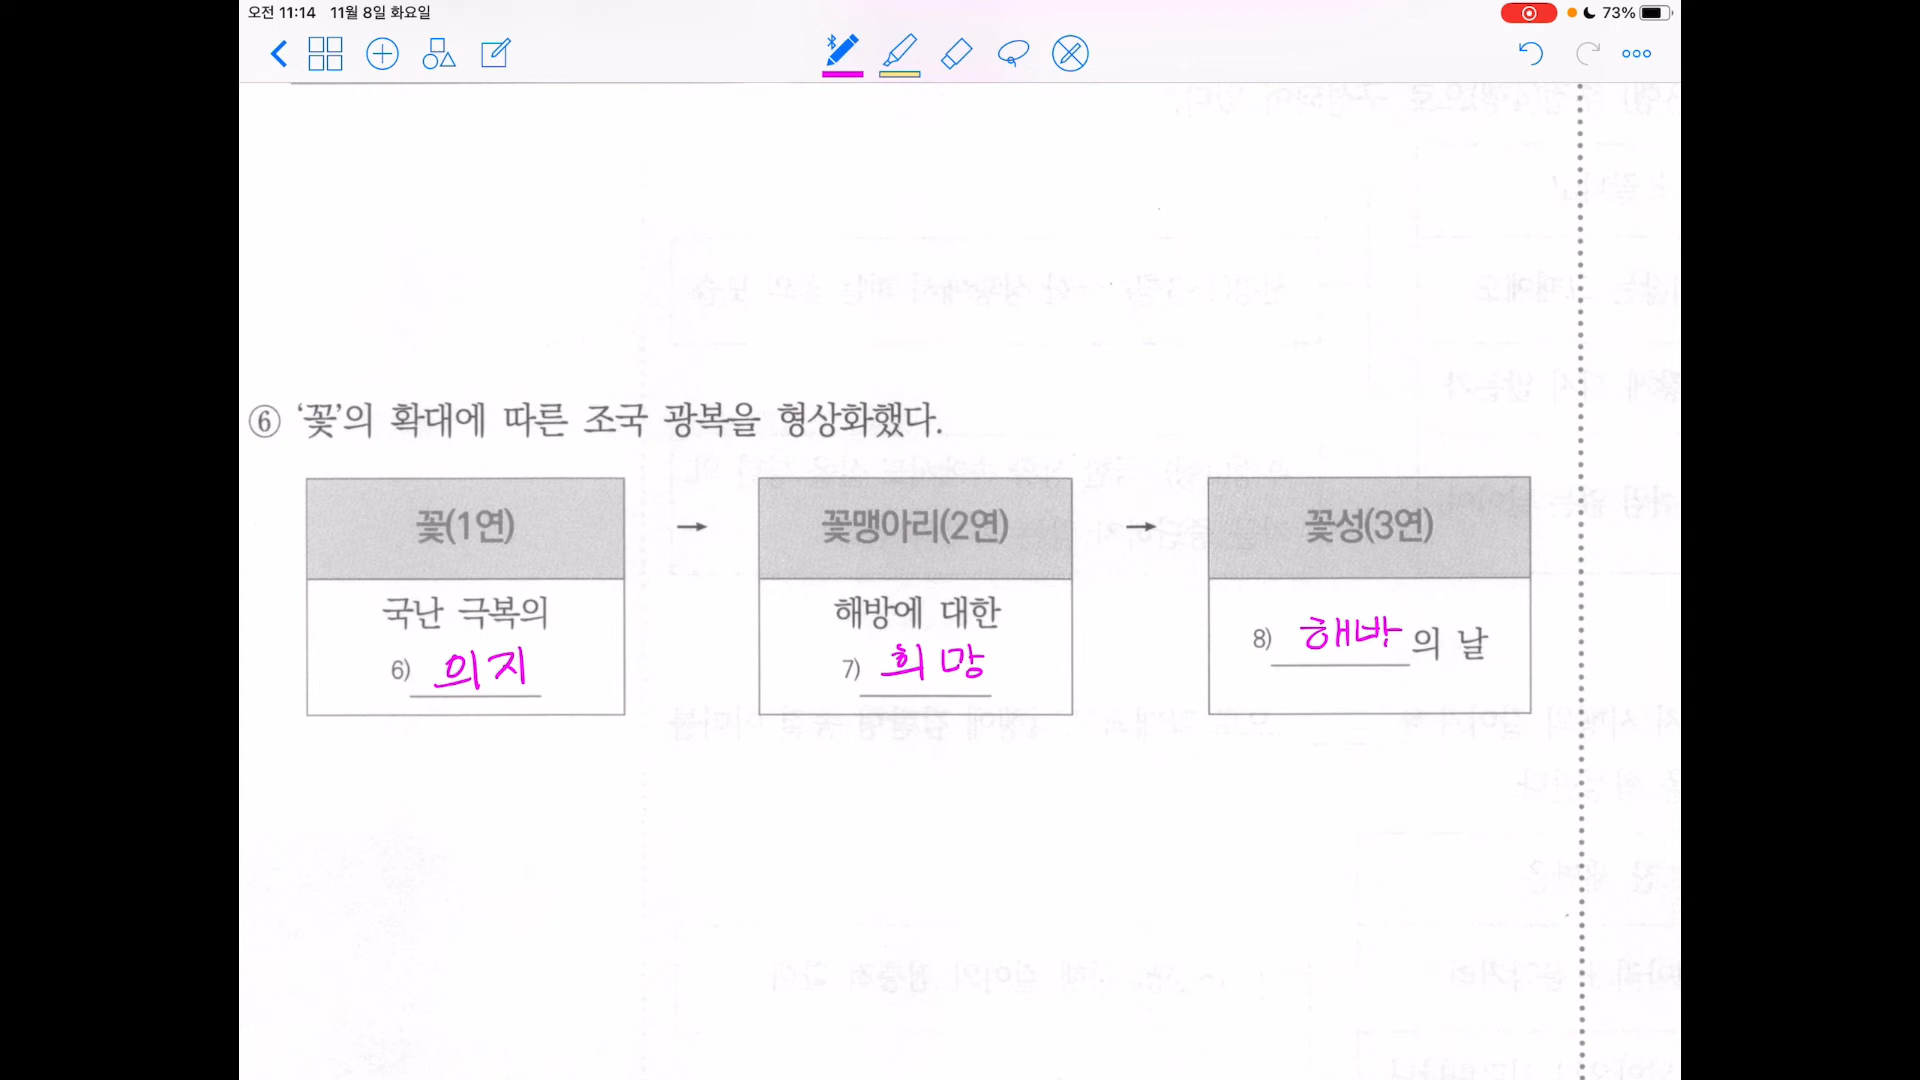 오전 11:14 11월 8일 화요일
73%
⑥ ‘꽃’의 확대에 따른 조국 광복을 형상화했다.
꽃(1연) → 꽃맹아리(2연) → 꽃성(3연)
국난 극복의
6) 의지
해방에 대한
7) 희망
8) 해방의 날